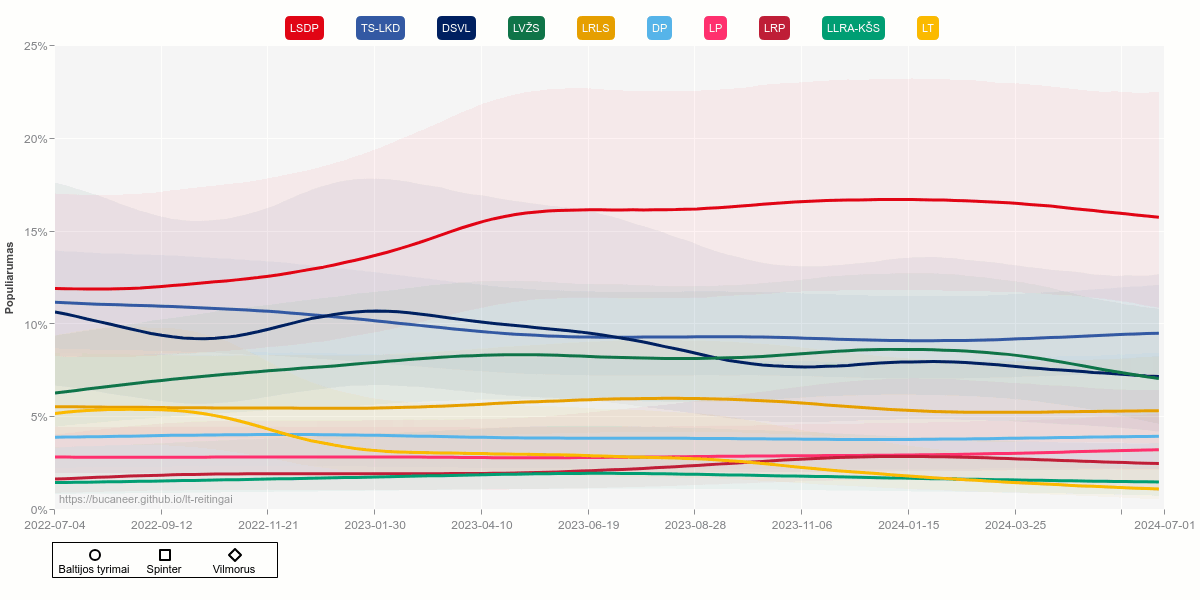 LSDP TS-LKD DSVL LVŽS LRLS DP LP LRP LLRA-KŠS LT
25%
20%
15%
10%
5%
0%
Populiarumas
https://bucaneer.github.io/lt-reitingai
2022-07-04 2022-09-12 2022-11-21 2023-01-30 2023-04-10 2023-06-19 2023-08-28 2023-11-06 2024-01-15 2024-03-25 2024-07-01
Baltijos tyrimai Spinter Vilmorus